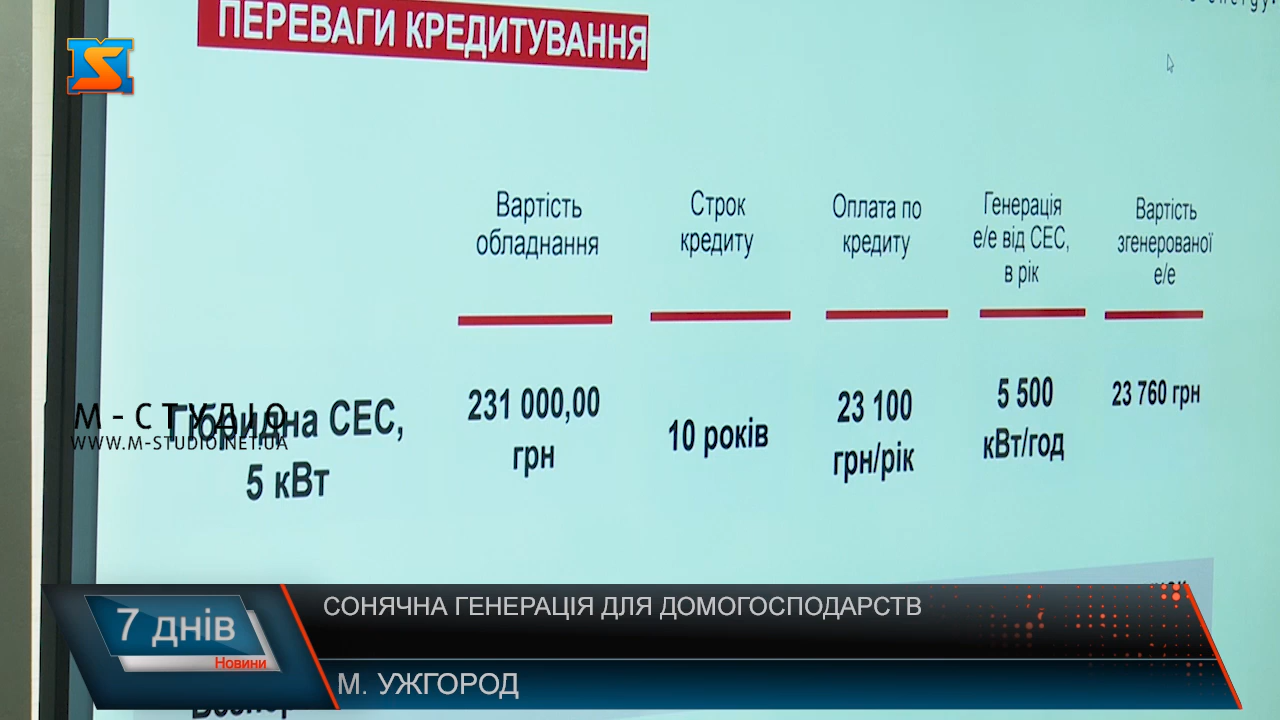 ПЕРЕВАГИ КРЕДИТУВАННЯ
Вартість
обладнання
Строк
кредиту
Оплата по
кредиту
Генерація
е/е від СЕС,
в рік
Вартість
згенерованої
е/е
Гібридна СЕС,
5 кВт
231 000,00
грн
10 років
23 100
грн/рік
5 500
кВт/год
23 760 грн
М-СТУДІО
WWW.M-STUDIO.NET.UA
7 днів
Новини
СОНЯЧНА ГЕНЕРАЦІЯ ДЛЯ ДОМОГОСПОДАРСТВ
М. УЖГОРОД